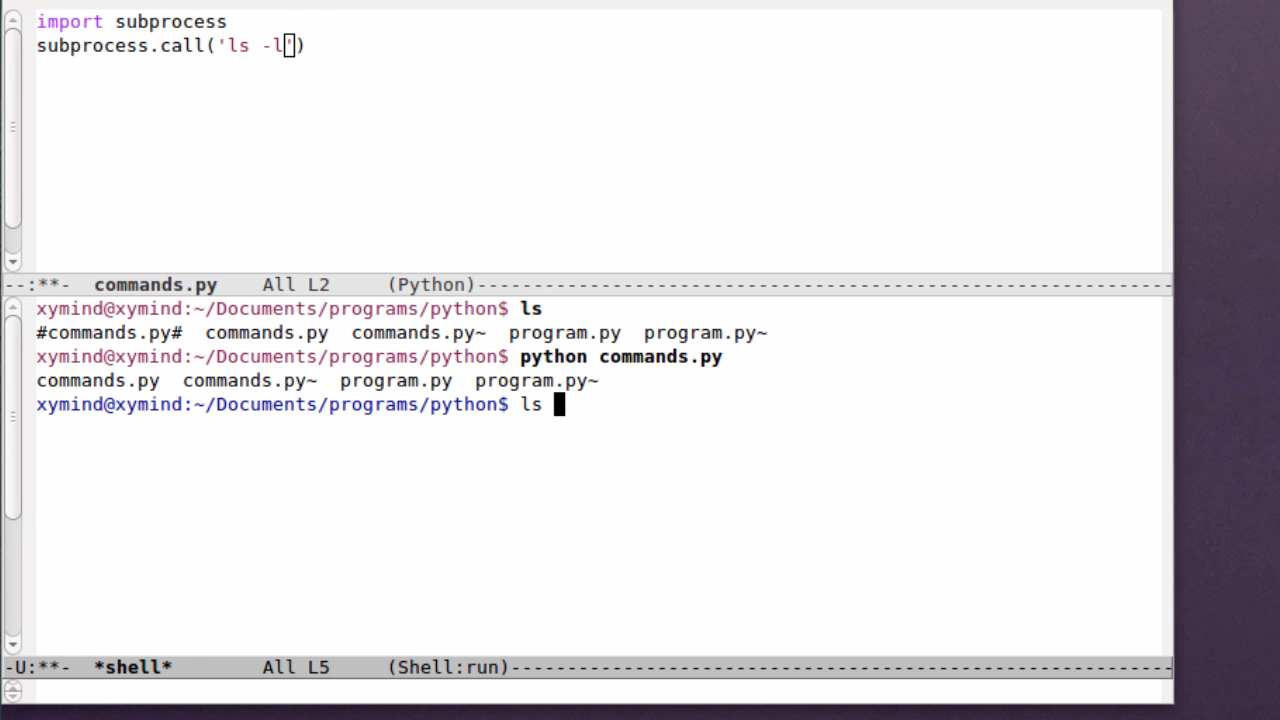 import subprocess
subprocess.call('ls -l')
--:**-  commands.py    All L2     (Python)--------------------------------------------------------------
xymind@xymind:~/Documents/programs/python$ ls
#commands.py#  commands.py  commands.py~  program.py  program.py~
xymind@xymind:~/Documents/programs/python$ python commands.py
commands.py  commands.py~  program.py  program.py~
xymind@xymind:~/Documents/programs/python$ ls
-U:**-  *shell*        All L5     (Shell:run)-----------------------------------------------------------